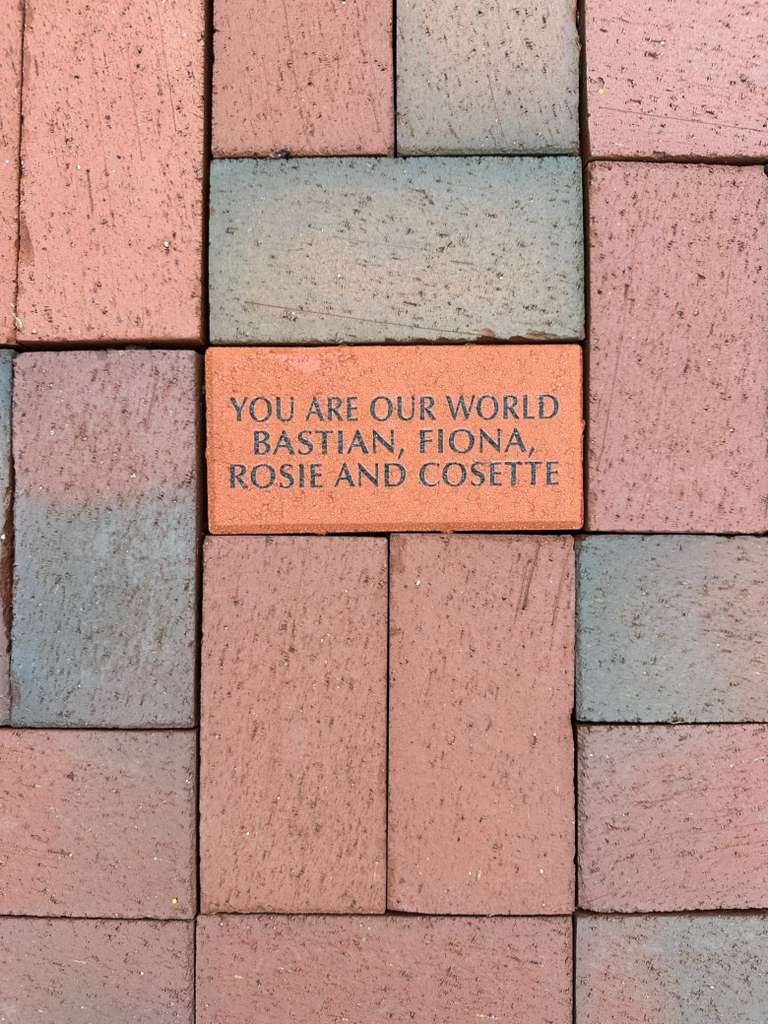 YOU ARE OUR WORLD
BASTIAN, FIONA,
ROSIE AND COSETTE